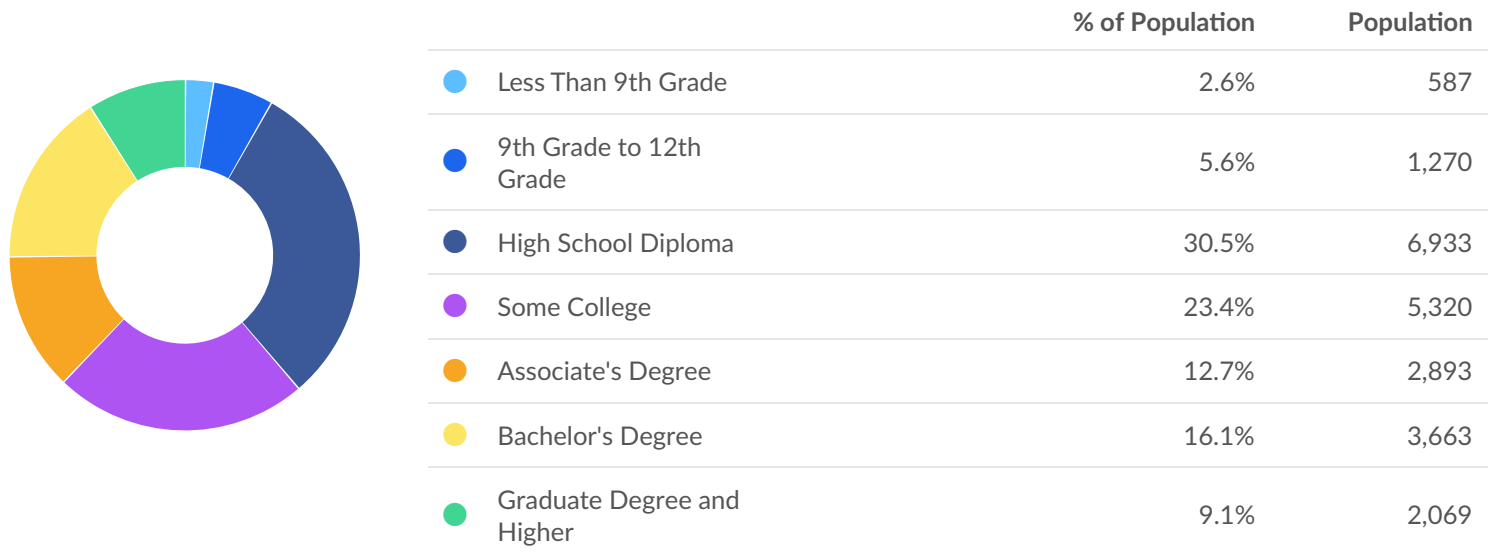 % of Population Population
Less Than 9th Grade 2.6% 587
9th Grade to 12th
Grade 5.6% 1,270
High School Diploma 30.5% 6,933
Some College 23.4% 5,320
Associate's Degree 12.7% 2,893
Bachelor's Degree 16.1% 3,663
Graduate Degree and
Higher 9.1% 2,069